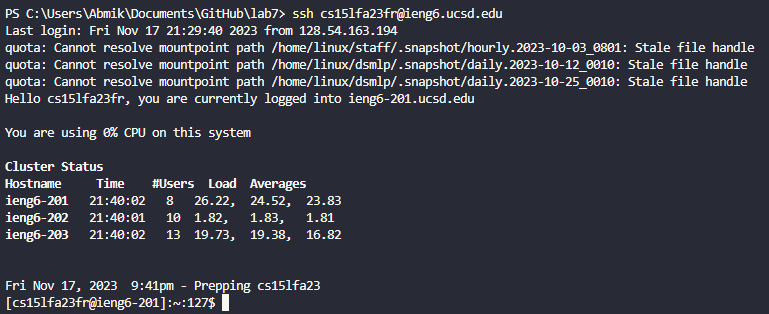 PS C:\Users\Abmik\Documents\GitHub\lab7> ssh cs15lfa23fr@ieng6.ucsd.edu
Last login: Fri Nov 17 21:29:40 2023 from 128.54.163.194
quota: Cannot resolve mountpoint path /home/linux/staff/.snapshot/hourly.2023-10-03_0801: Stale file handle
quota: Cannot resolve mountpoint path /home/linux/dsmlp/.snapshot/daily.2023-10-12_0010: Stale file handle
quota: Cannot resolve mountpoint path /home/linux/dsmlp/.snapshot/daily.2023-10-25_0010: Stale file handle
Hello cs15lfa23fr, you are currently logged into ieng6-201.ucsd.edu
You are using 0% CPU on this system
Cluster Status
Hostname     Time    #Users  Load  Averages
ieng6-201   21:40:02   8  26.22,  24.52,  23.83
ieng6-202   21:40:01   10  1.82,   1.83,   1.81
ieng6-203   21:40:02   13  19.73,  19.38,  16.82
Fri Nov 17, 2023  9:41pm - Prepping cs15lfa23
[cs15lfa23fr@ieng6-201]:~:127$